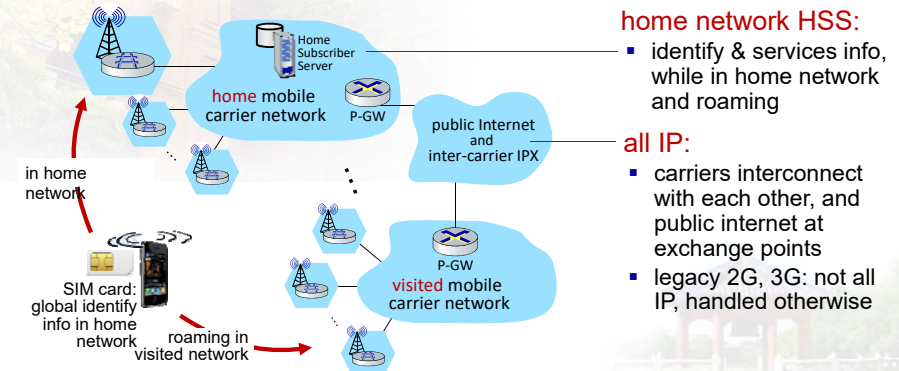 Home
Subscriber
Server
home mobile
carrier network
P-GW
public Internet
and
inter-carrier IPX
in home
network
...
...
...
...
SIM card:
global identify
info in home
network
roaming in
visited network
P-GW
visited mobile
carrier network
home network HSS:
▪ identify & services info,
while in home network
and roaming
all IP:
▪ carriers interconnect
with each other, and
public internet at
exchange points
▪ legacy 2G, 3G: not all
IP, handled otherwise